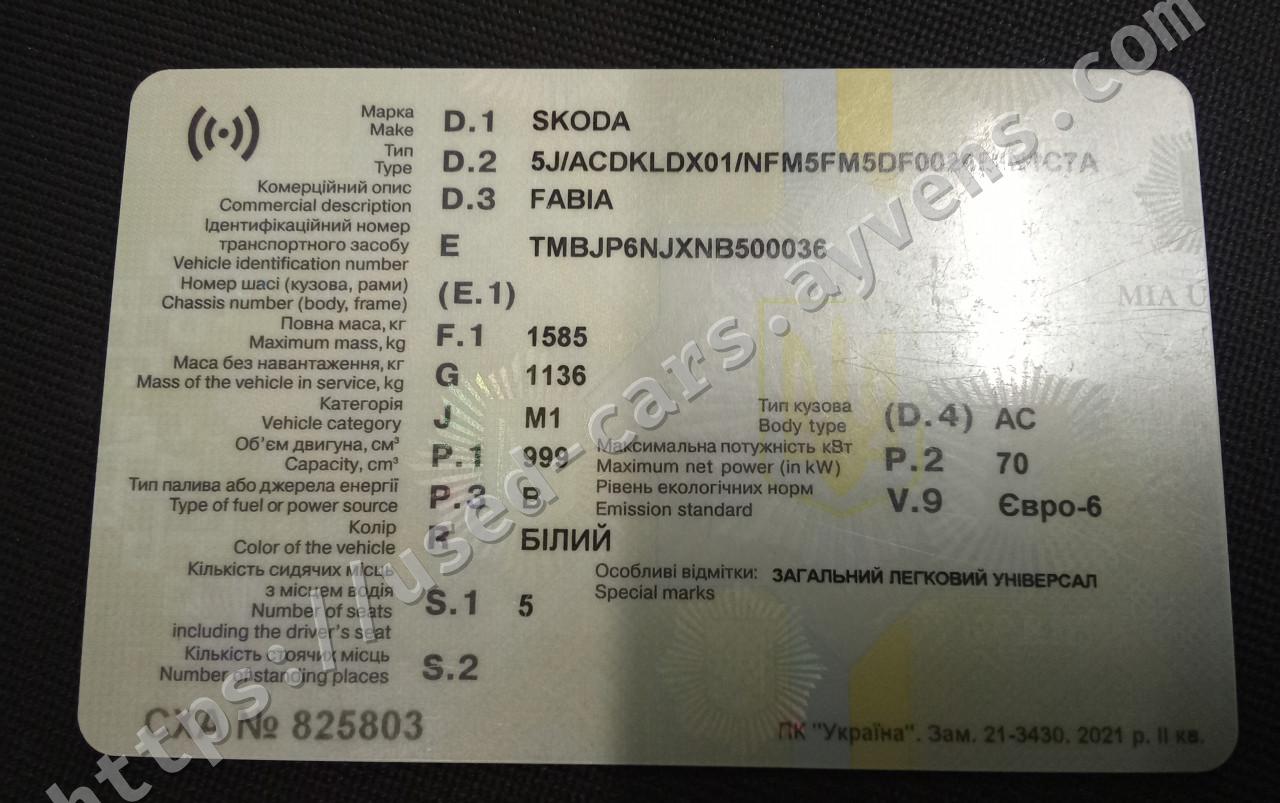 Марка
Make D.1 SKODA
Тип
Type D.2
Комерційний опис
Commercial description D.3 FABIA
Ідентифікаційний номер
транспортного засобу
Vehicle identification number E TMBJP6NJXNB500036
Номер шасі (кузова, рами)
Chassis number (body, frame) (E.1)
MIA U
Повна маса, кг
Maximum mass, kg F.1 1585
Маса без навантаження, кг
Mass of the vehicle in service, kg G 1136
Категорія
Vehicle category J M1
Тип кузова
Body type (D.4) AC
Об'єм двигуна, см³
Capacity, cm³ P.1 999
Максимальна потужність кВт
Maximum net power (in kW) P.2 70
Тип палива або джерела енергії
Type of fuel or power source P.3 B
Рівень екологічних норм
Emission standard V.9 Євро-6
Колір
Color of the vehicle R БІЛИЙ
Кількість сидячих місць
з місцем водія
Number of seats
including the driver's seat S.1 5
Особливі відмітки: ЗАГАЛЬНИЙ ЛЕГКОВИЙ УНІВЕРСАЛ
Special marks
Кількість стоячих місць
Number of standing places S.2
СХА № 825803
ПК "Україна". Зам. 21-3430. 2021 р. II кв.
https://used-cars.ayvens.com